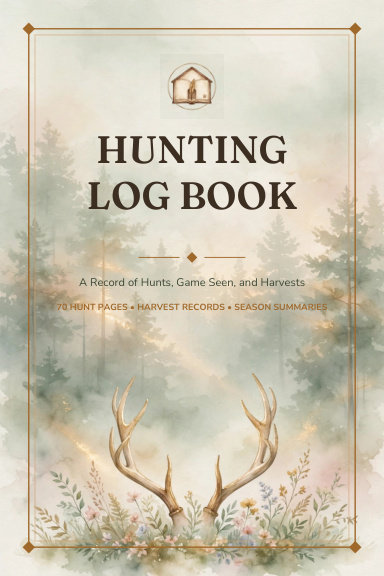 HUNTING
LOG BOOK
A Record of Hunts, Game Seen, and Harvests
70 HUNT PAGES • HARVEST RECORDS • SEASON SUMMARIES